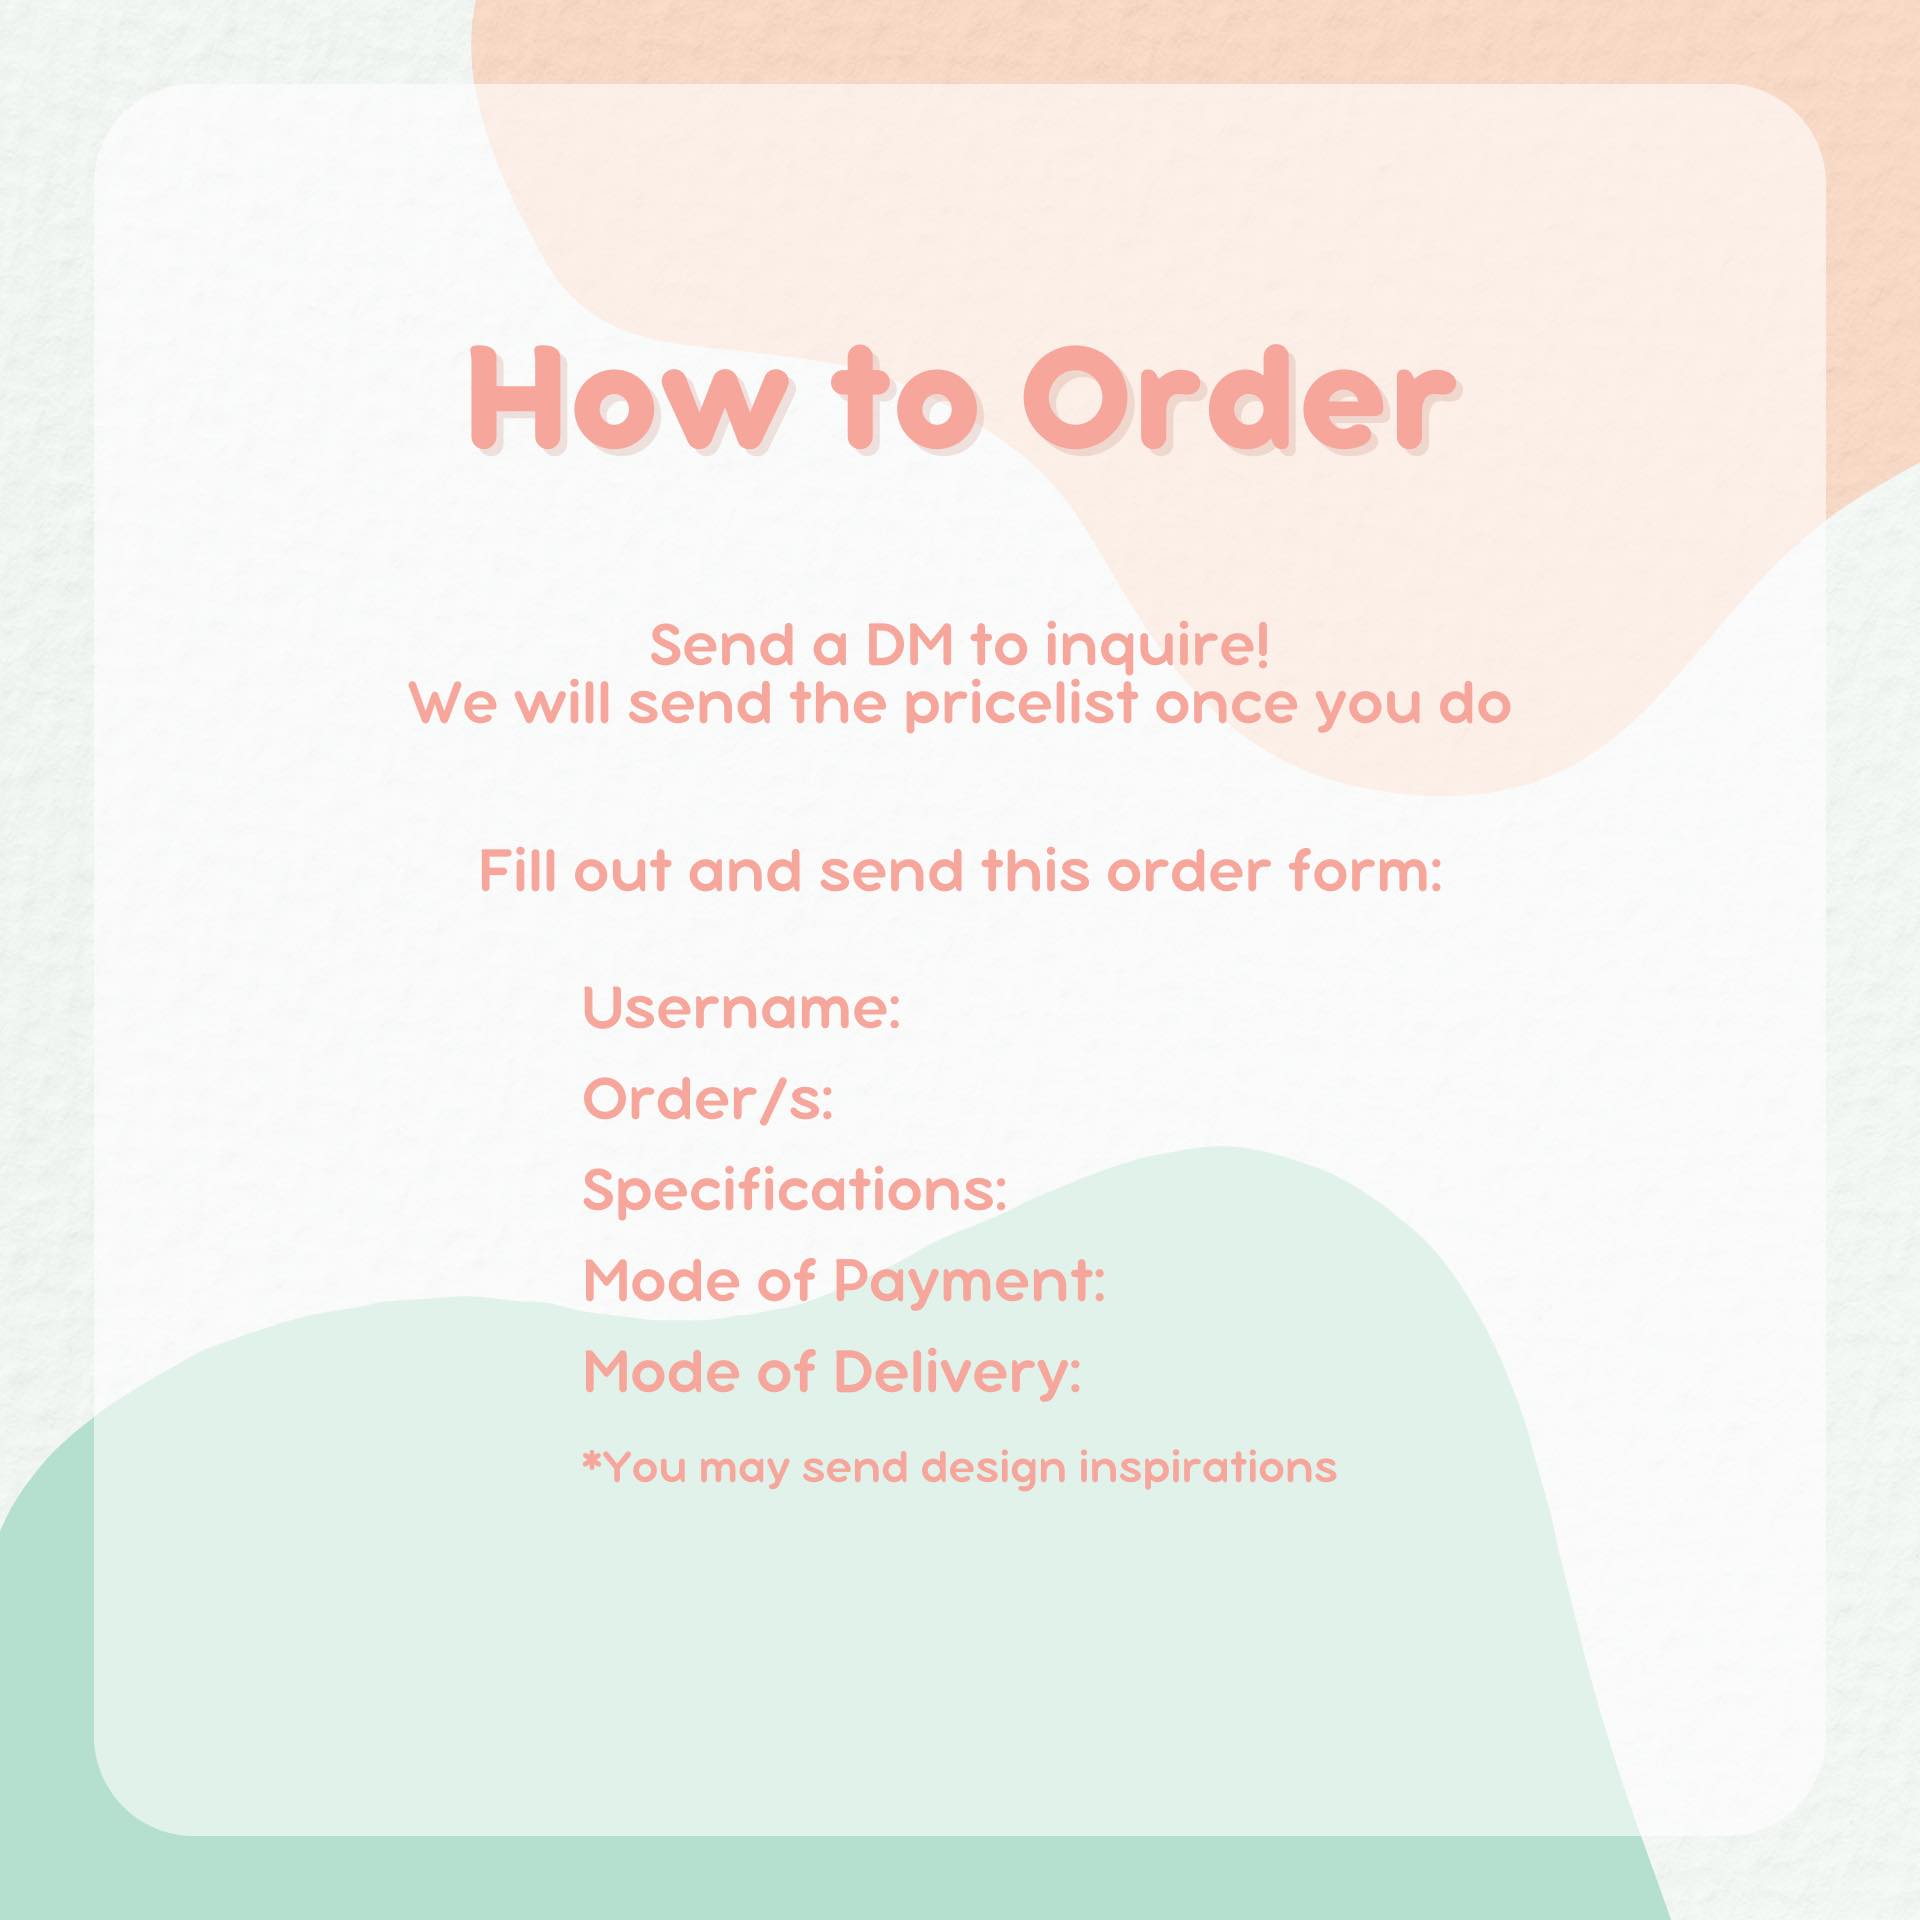 How to Order
Send a DM to inquire!
We will send the pricelist once you do
Fill out and send this order form:
Username:
Order/s:
Specifications:
Mode of Payment:
Mode of Delivery:
*You may send design inspirations